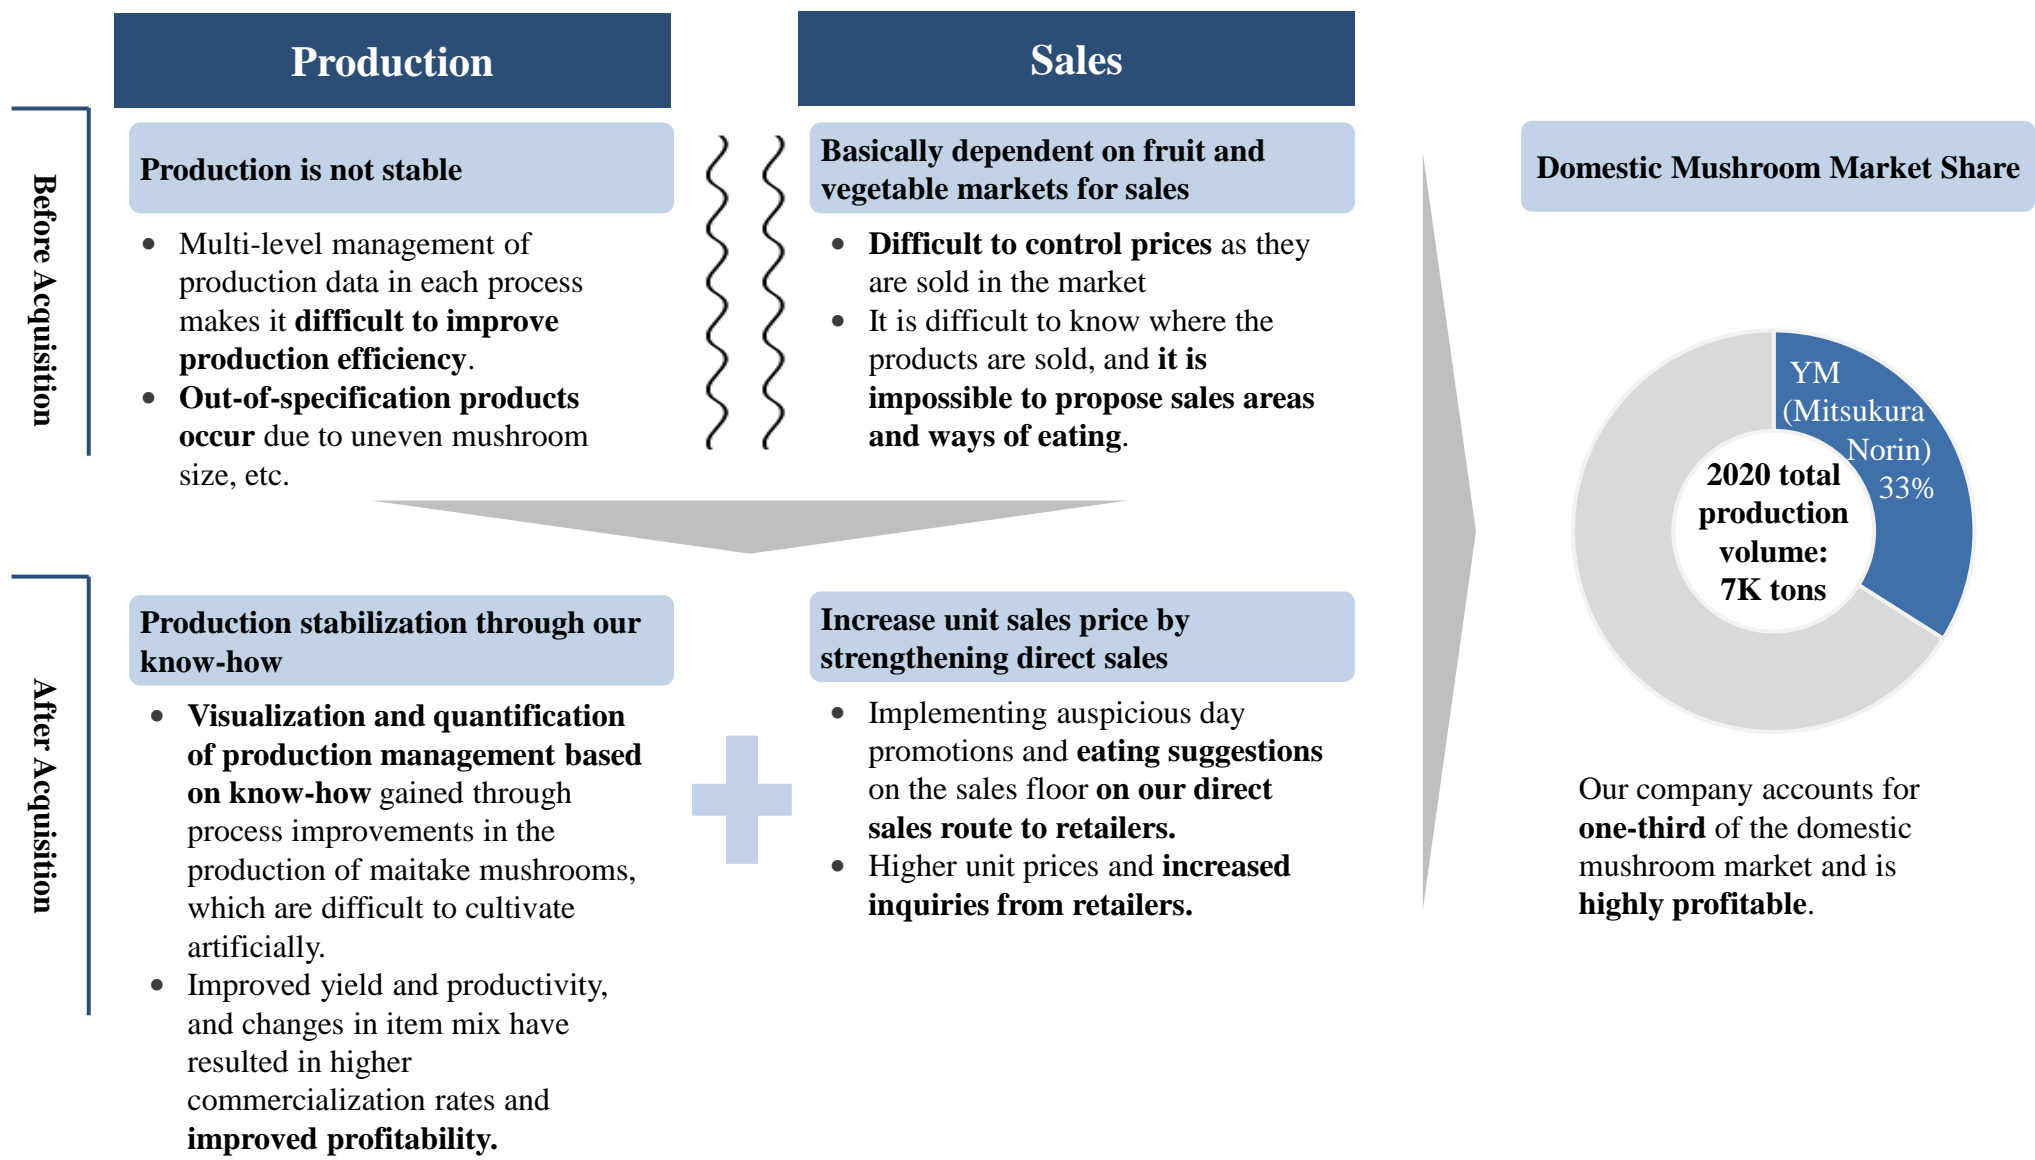 Production
Sales
Before Acquisition
Production is not stable
Multi-level management of
production data in each process
makes it difficult to improve
production efficiency.
Out-of-specification products
occur due to uneven mushroom
size, etc.
Basically dependent on fruit and
vegetable markets for sales
Difficult to control prices as they
are sold in the market
It is difficult to know where the
products are sold, and it is
impossible to propose sales areas
and ways of eating.
After Acquisition
Production stabilization through our
know-how
Visualization and quantification
of production management based
on know-how gained through
process improvements in the
production of maitake mushrooms,
which are difficult to cultivate
artificially.
Improved yield and productivity,
and changes in item mix have
resulted in higher
commercialization rates and
improved profitability.
Increase unit sales price by
strengthening direct sales
Implementing auspicious day
promotions and eating suggestions
on the sales floor on our direct
sales route to retailers.
Higher unit prices and increased
inquiries from retailers.
Domestic Mushroom Market Share
YM
(Mitsukura
Norin)
33%
2020 total
production
volume:
7K tons
Our company accounts for
one-third of the domestic
mushroom market and is
highly profitable.